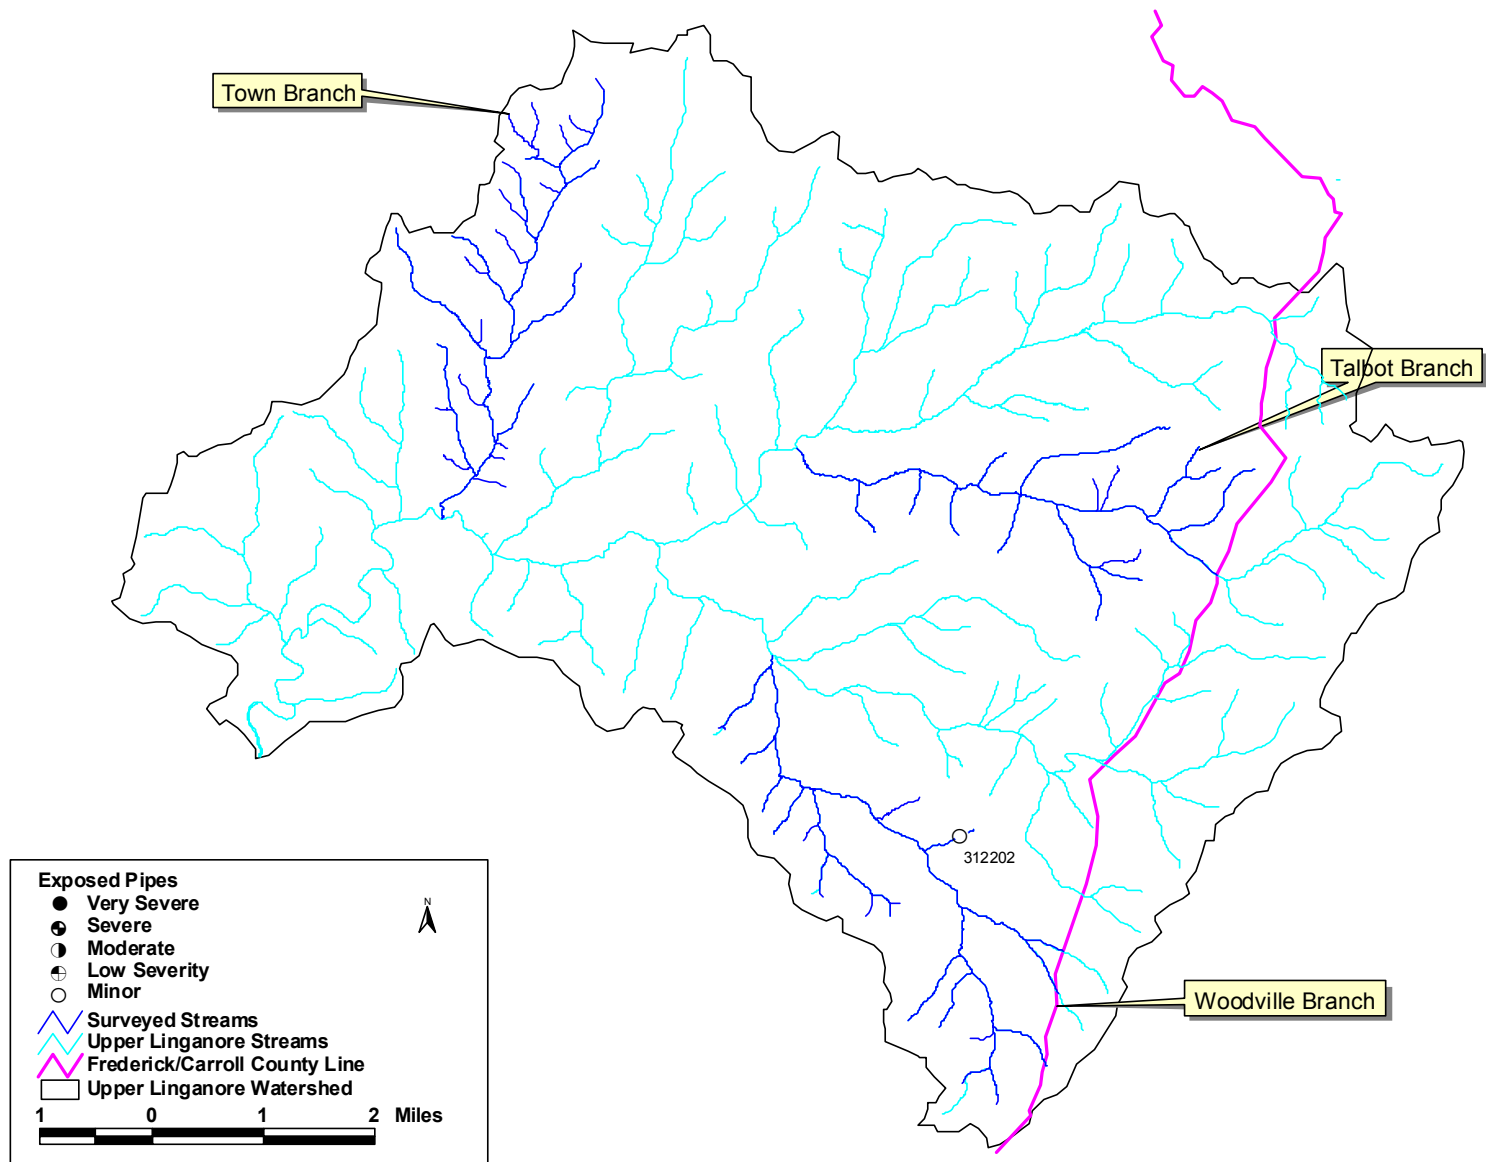 Town Branch
Talbot Branch
312202
Exposed Pipes
Very Severe
N
Severe
Moderate
Low Severity
Minor
Woodville Branch
Surveyed Streams
Upper Linganore Streams
Frederick/Carroll County Line
Upper Linganore Watershed
1 0 1 2 Miles